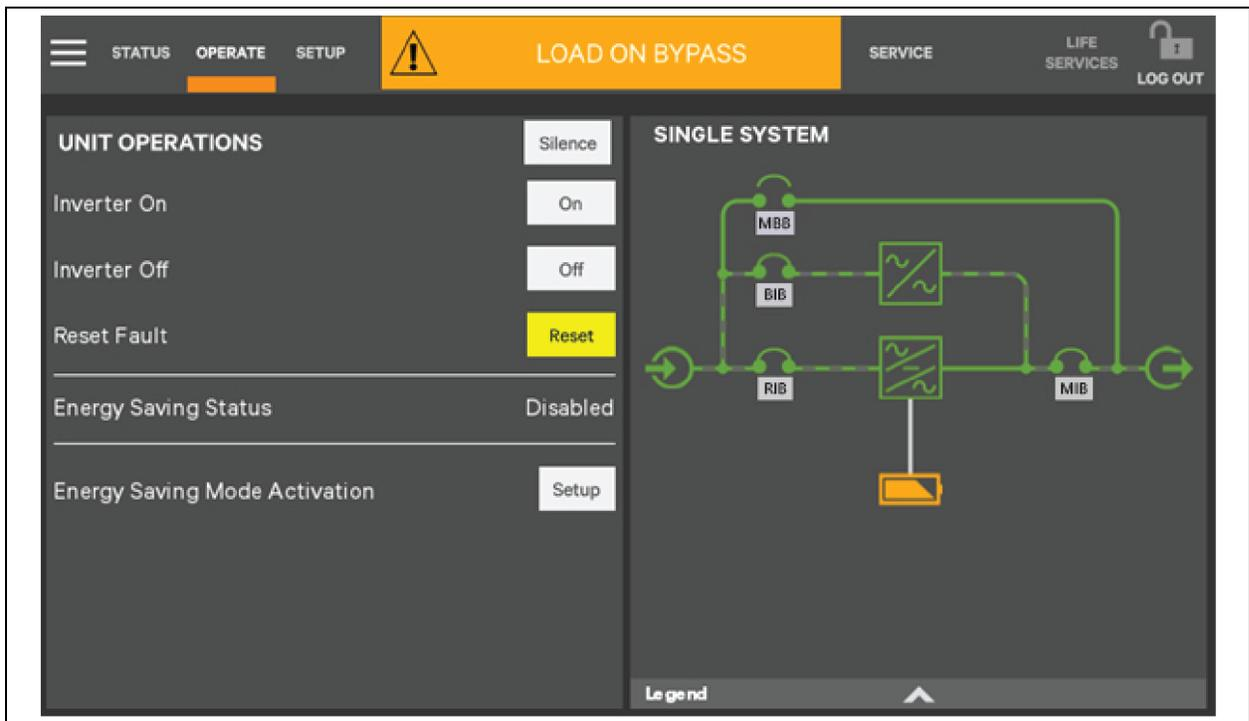 STATUS OPERATE SETUP LOAD ON BYPASS SERVICE LIFE SERVICES LOG OUT
UNIT OPERATIONS Silence
Inverter On On
Inverter Off Off
Reset Fault Reset
Energy Saving Status Disabled
Energy Saving Mode Activation Setup
SINGLE SYSTEM
MBB
BIB
RIB MIB
Legend